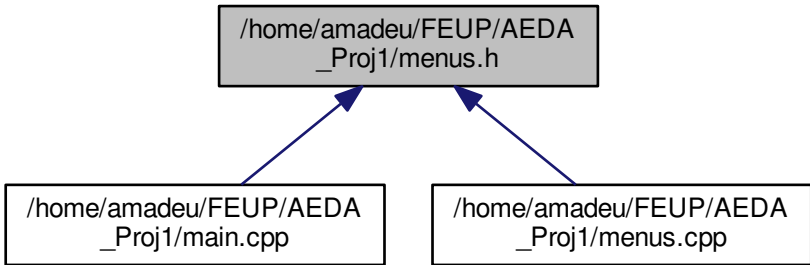 /home/amadeu/FEUP/AEDA
_Proj1/menus.h
/home/amadeu/FEUP/AEDA
_Proj1/main.cpp
/home/amadeu/FEUP/AEDA
_Proj1/menus.cpp